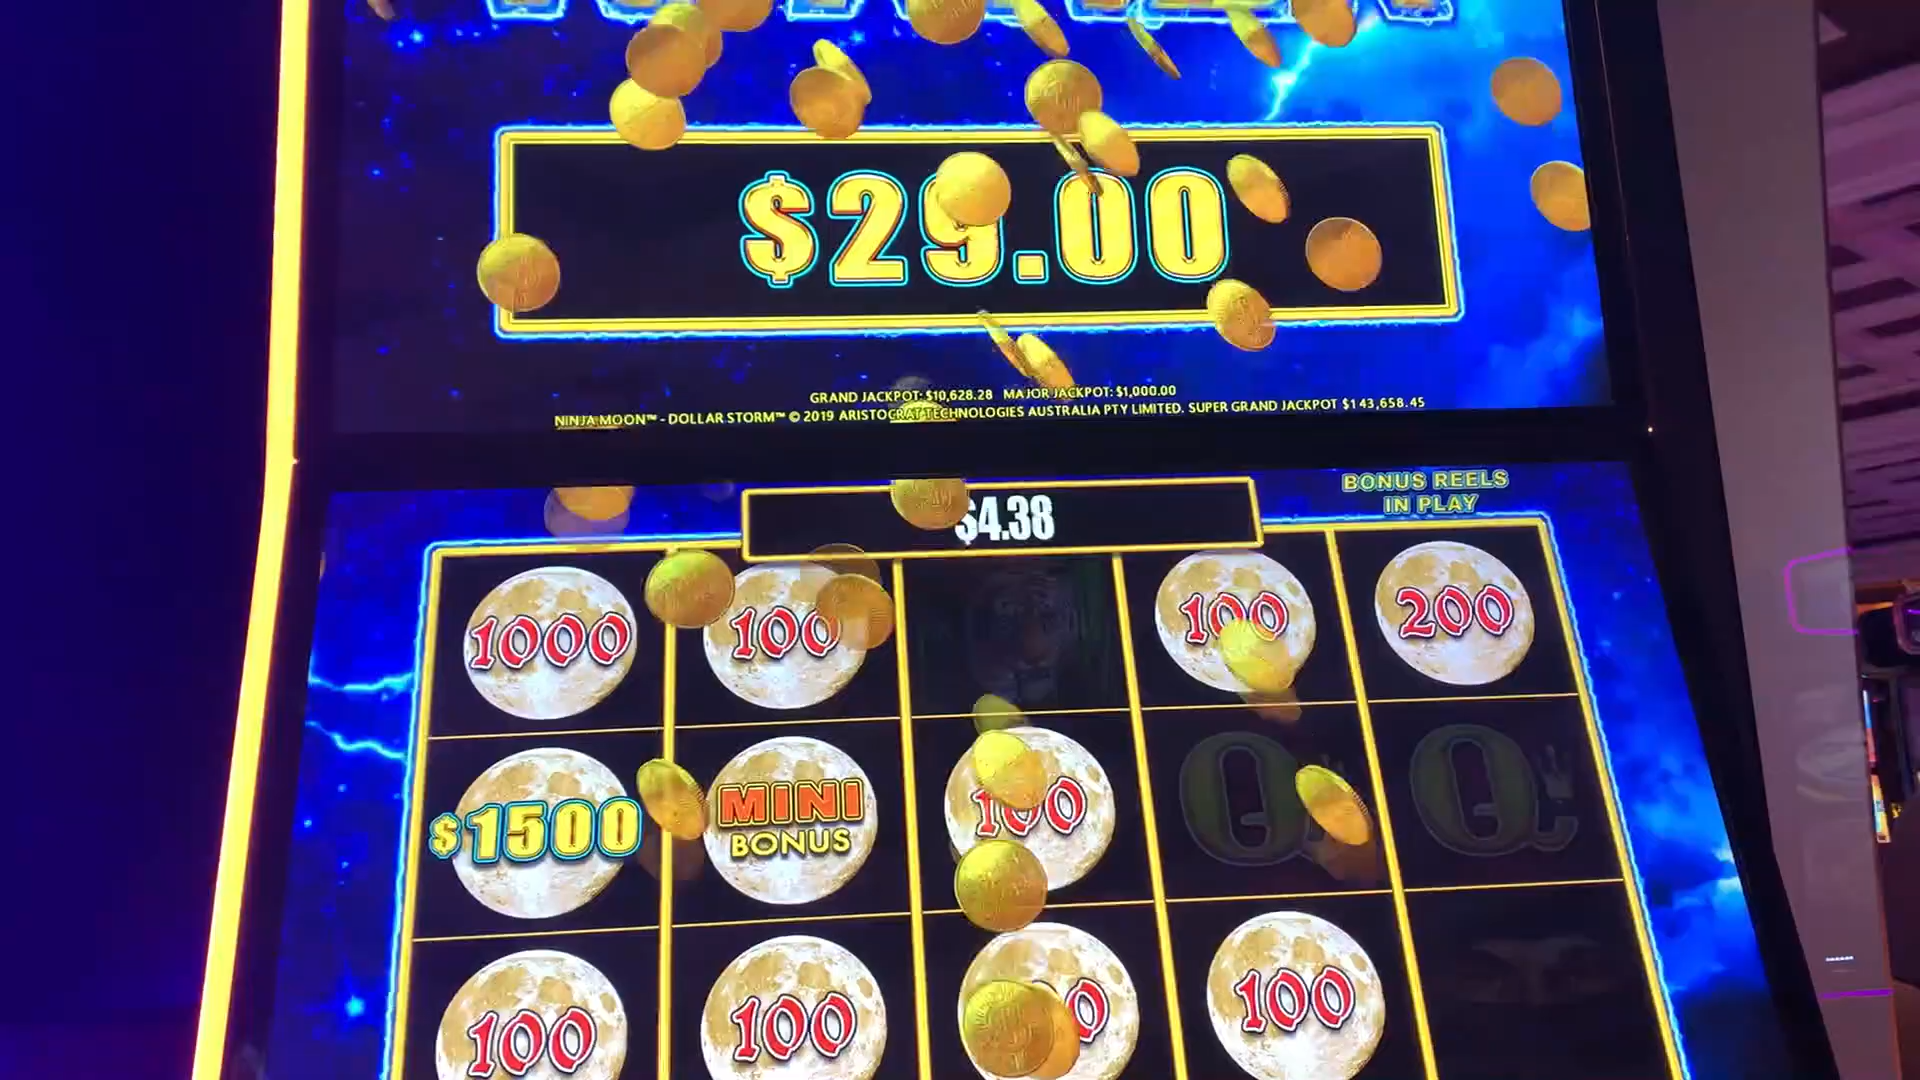 $29.00
GRAND JACKPOT: $10,628.28 MAJOR JACKPOT: $1,000.00
NINJA MOON™ - DOLLAR STORM™ © 2019 ARISTOCRAT TECHNOLOGIES AUSTRALIA PTY LIMITED. SUPER GRAND JACKPOT $143,658.45
$4.38
BONUS REELS
IN PLAY
1000
100
100
200
$1500
MINI
BONUS
100
Q
Q
100
100
100